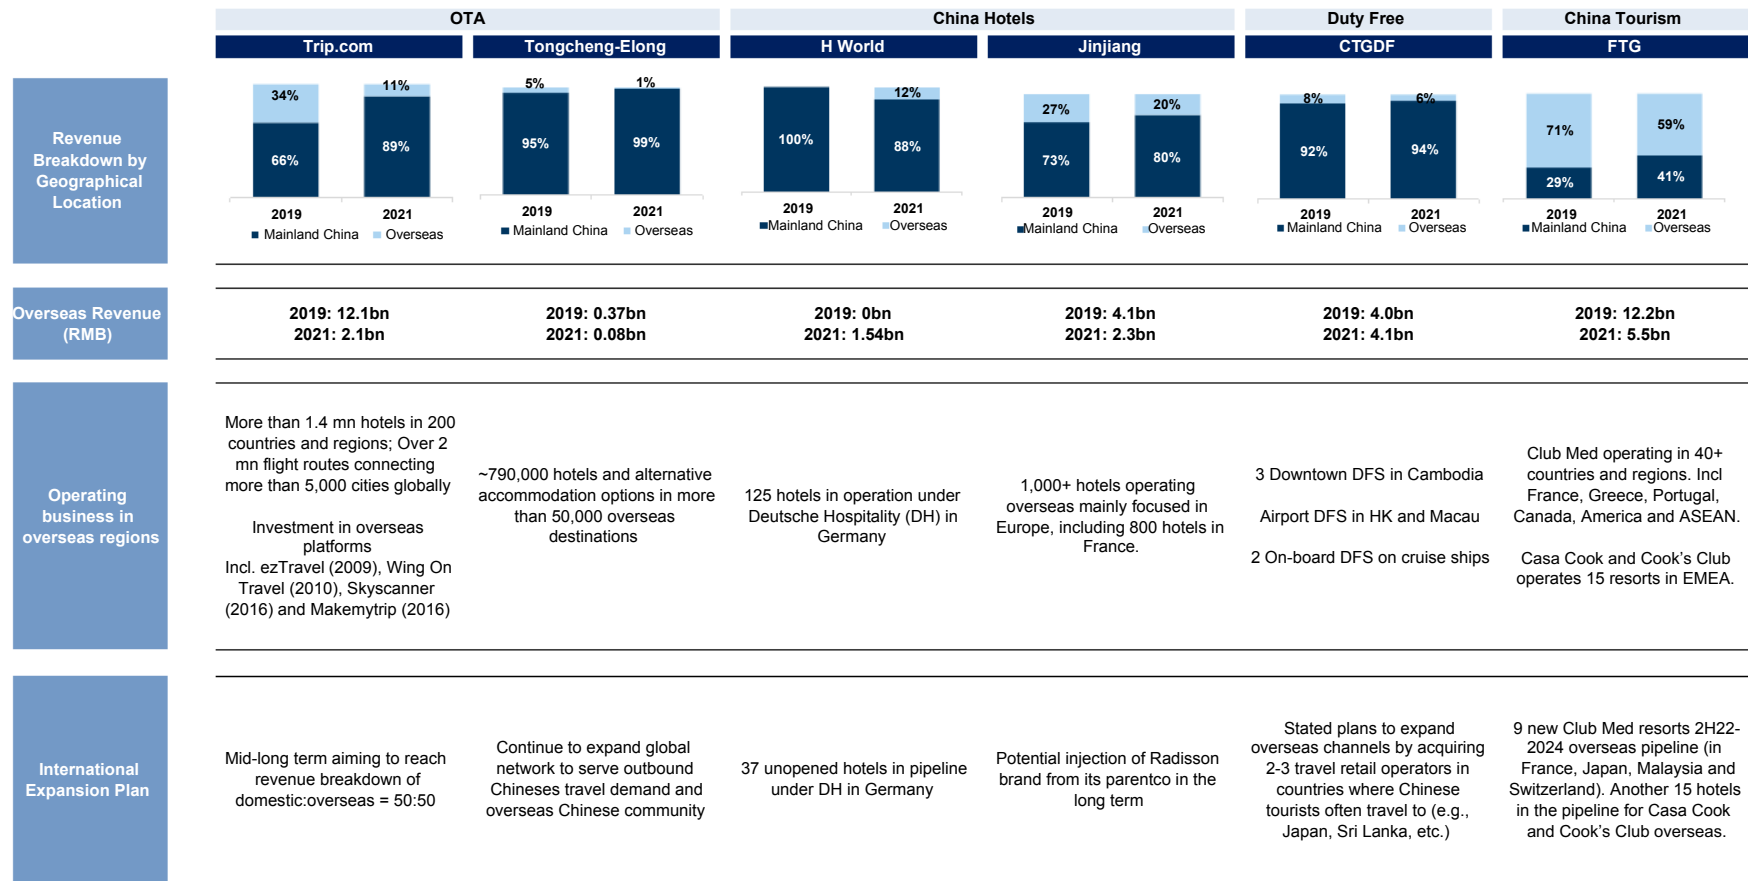 OTA
China Hotels
Duty Free
China Tourism
Trip.com
Tongcheng-Elong
H World
Jinjiang
CTGDF
FTG
Revenue
Breakdown by
Geographical
Location
34%
66%
11%
89%
2019
2021
Mainland China
Overseas
5%
95%
1%
99%
2019
2021
Mainland China
Overseas
100%
12%
88%
2019
2021
Mainland China
Overseas
27%
73%
20%
80%
2019
2021
Mainland China
Overseas
8%
92%
6%
94%
2019
2021
Mainland China
Overseas
71%
29%
59%
41%
2019
2021
Mainland China
Overseas
Overseas Revenue
(RMB)
2019: 12.1bn
2021: 2.1bn
2019: 0.37bn
2021: 0.08bn
2019: 0bn
2021: 1.54bn
2019: 4.1bn
2021: 2.3bn
2019: 4.0bn
2021: 4.1bn
2019: 12.2bn
2021: 5.5bn
Operating
business in
overseas regions
More than 1.4 mn hotels in 200
countries and regions; Over 2
mn flight routes connecting
more than 5,000 cities globally
Investment in overseas
platforms
Incl. ezTravel (2009), Wing On
Travel (2010), Skyscanner
(2016) and Makemytrip (2016)
~790,000 hotels and alternative
accommodation options in more
than 50,000 overseas
destinations
125 hotels in operation under
Deutsche Hospitality (DH) in
Germany
1,000+ hotels operating
overseas mainly focused in
Europe, including 800 hotels in
France.
3 Downtown DFS in Cambodia
Airport DFS in HK and Macau
2 On-board DFS on cruise ships
Club Med operating in 40+
countries and regions. Incl
France, Greece, Portugal,
Canada, America and ASEAN.
Casa Cook and Cook's Club
operates 15 resorts in EMEA.
International
Expansion Plan
Mid-long term aiming to reach
revenue breakdown of
domestic:overseas = 50:50
Continue to expand global
network to serve outbound
Chineses travel demand and
overseas Chinese community
37 unopened hotels in pipeline
under DH in Germany
Potential injection of Radisson
brand from its parentco in the
long term
Stated plans to expand
overseas channels by acquiring
2-3 travel retail operators in
countries where Chinese
tourists often travel to (e.g.,
Japan, Sri Lanka, etc.)
9 new Club Med resorts 2H22-
2024 overseas pipeline (in
France, Japan, Malaysia and
Switzerland). Another 15 hotels
in the pipeline for Casa Cook
and Cook's Club overseas.